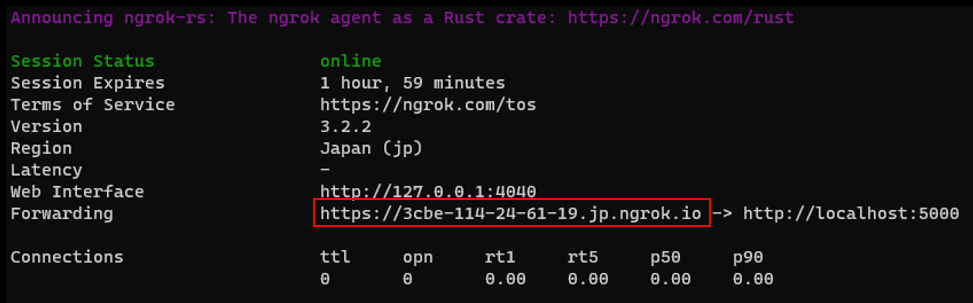 Announcing ngrok-rs: The ngrok agent as a Rust crate: https://ngrok.com/rust
Session Status online
Session Expires 1 hour, 59 minutes
Terms of Service https://ngrok.com/tos
Version 3.2.2
Region Japan (jp)
Latency -
Web Interface http://127.0.0.1:4040
Forwarding https://3cbe-114-24-61-19.jp.ngrok.io -> http://localhost:5000
Connections ttl opn rt1 rt5 p50 p90
0 0 0.00 0.00 0.00 0.00